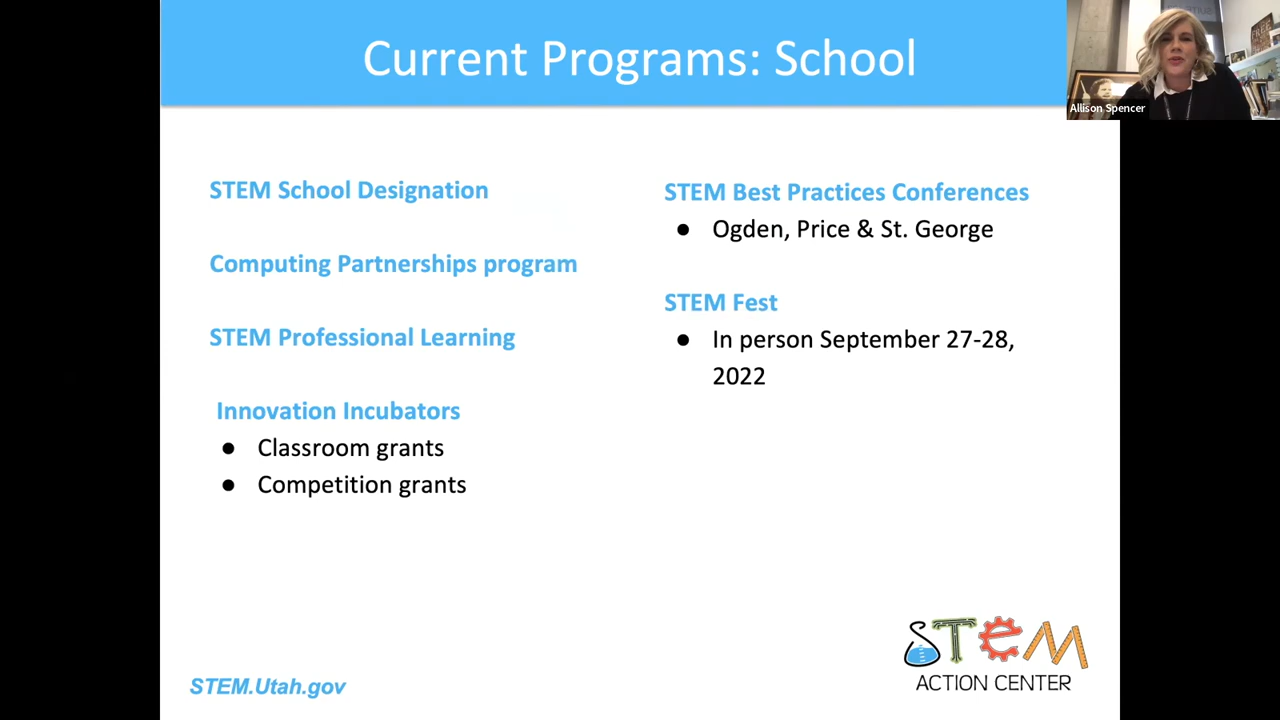 Current Programs: School
Allison Spencer
STEM School Designation
Computing Partnerships program
STEM Professional Learning
Innovation Incubators
● Classroom grants
● Competition grants
STEM Best Practices Conferences
● Ogden, Price & St. George
STEM Fest
● In person September 27-28,
2022
STEM.Utah.gov
STEM
ACTION CENTER